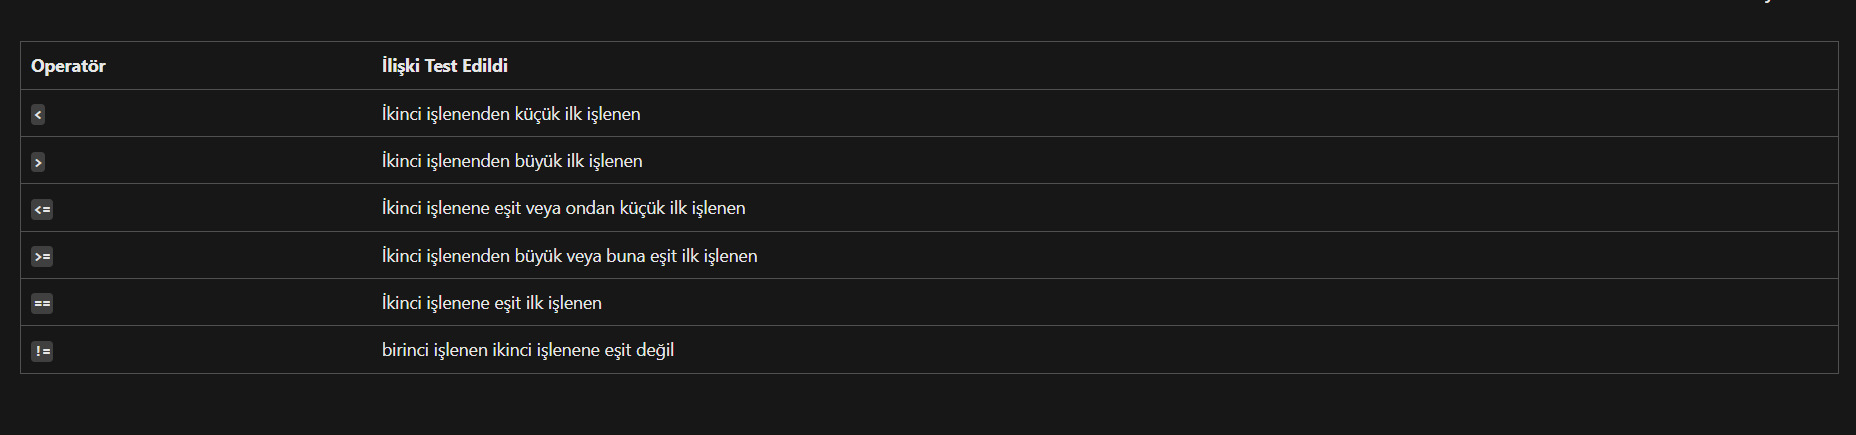 Operatör İlişki Test Edildi
< İkinci işlenenden küçük ilk işlenen
> İkinci işlenenden büyük ilk işlenen
<= İkinci işlenene eşit veya ondan küçük ilk işlenen
>= İkinci işlenenden büyük veya buna eşit ilk işlenen
== İkinci işlenene eşit ilk işlenen
!= birinci işlenen ikinci işlenene eşit değil